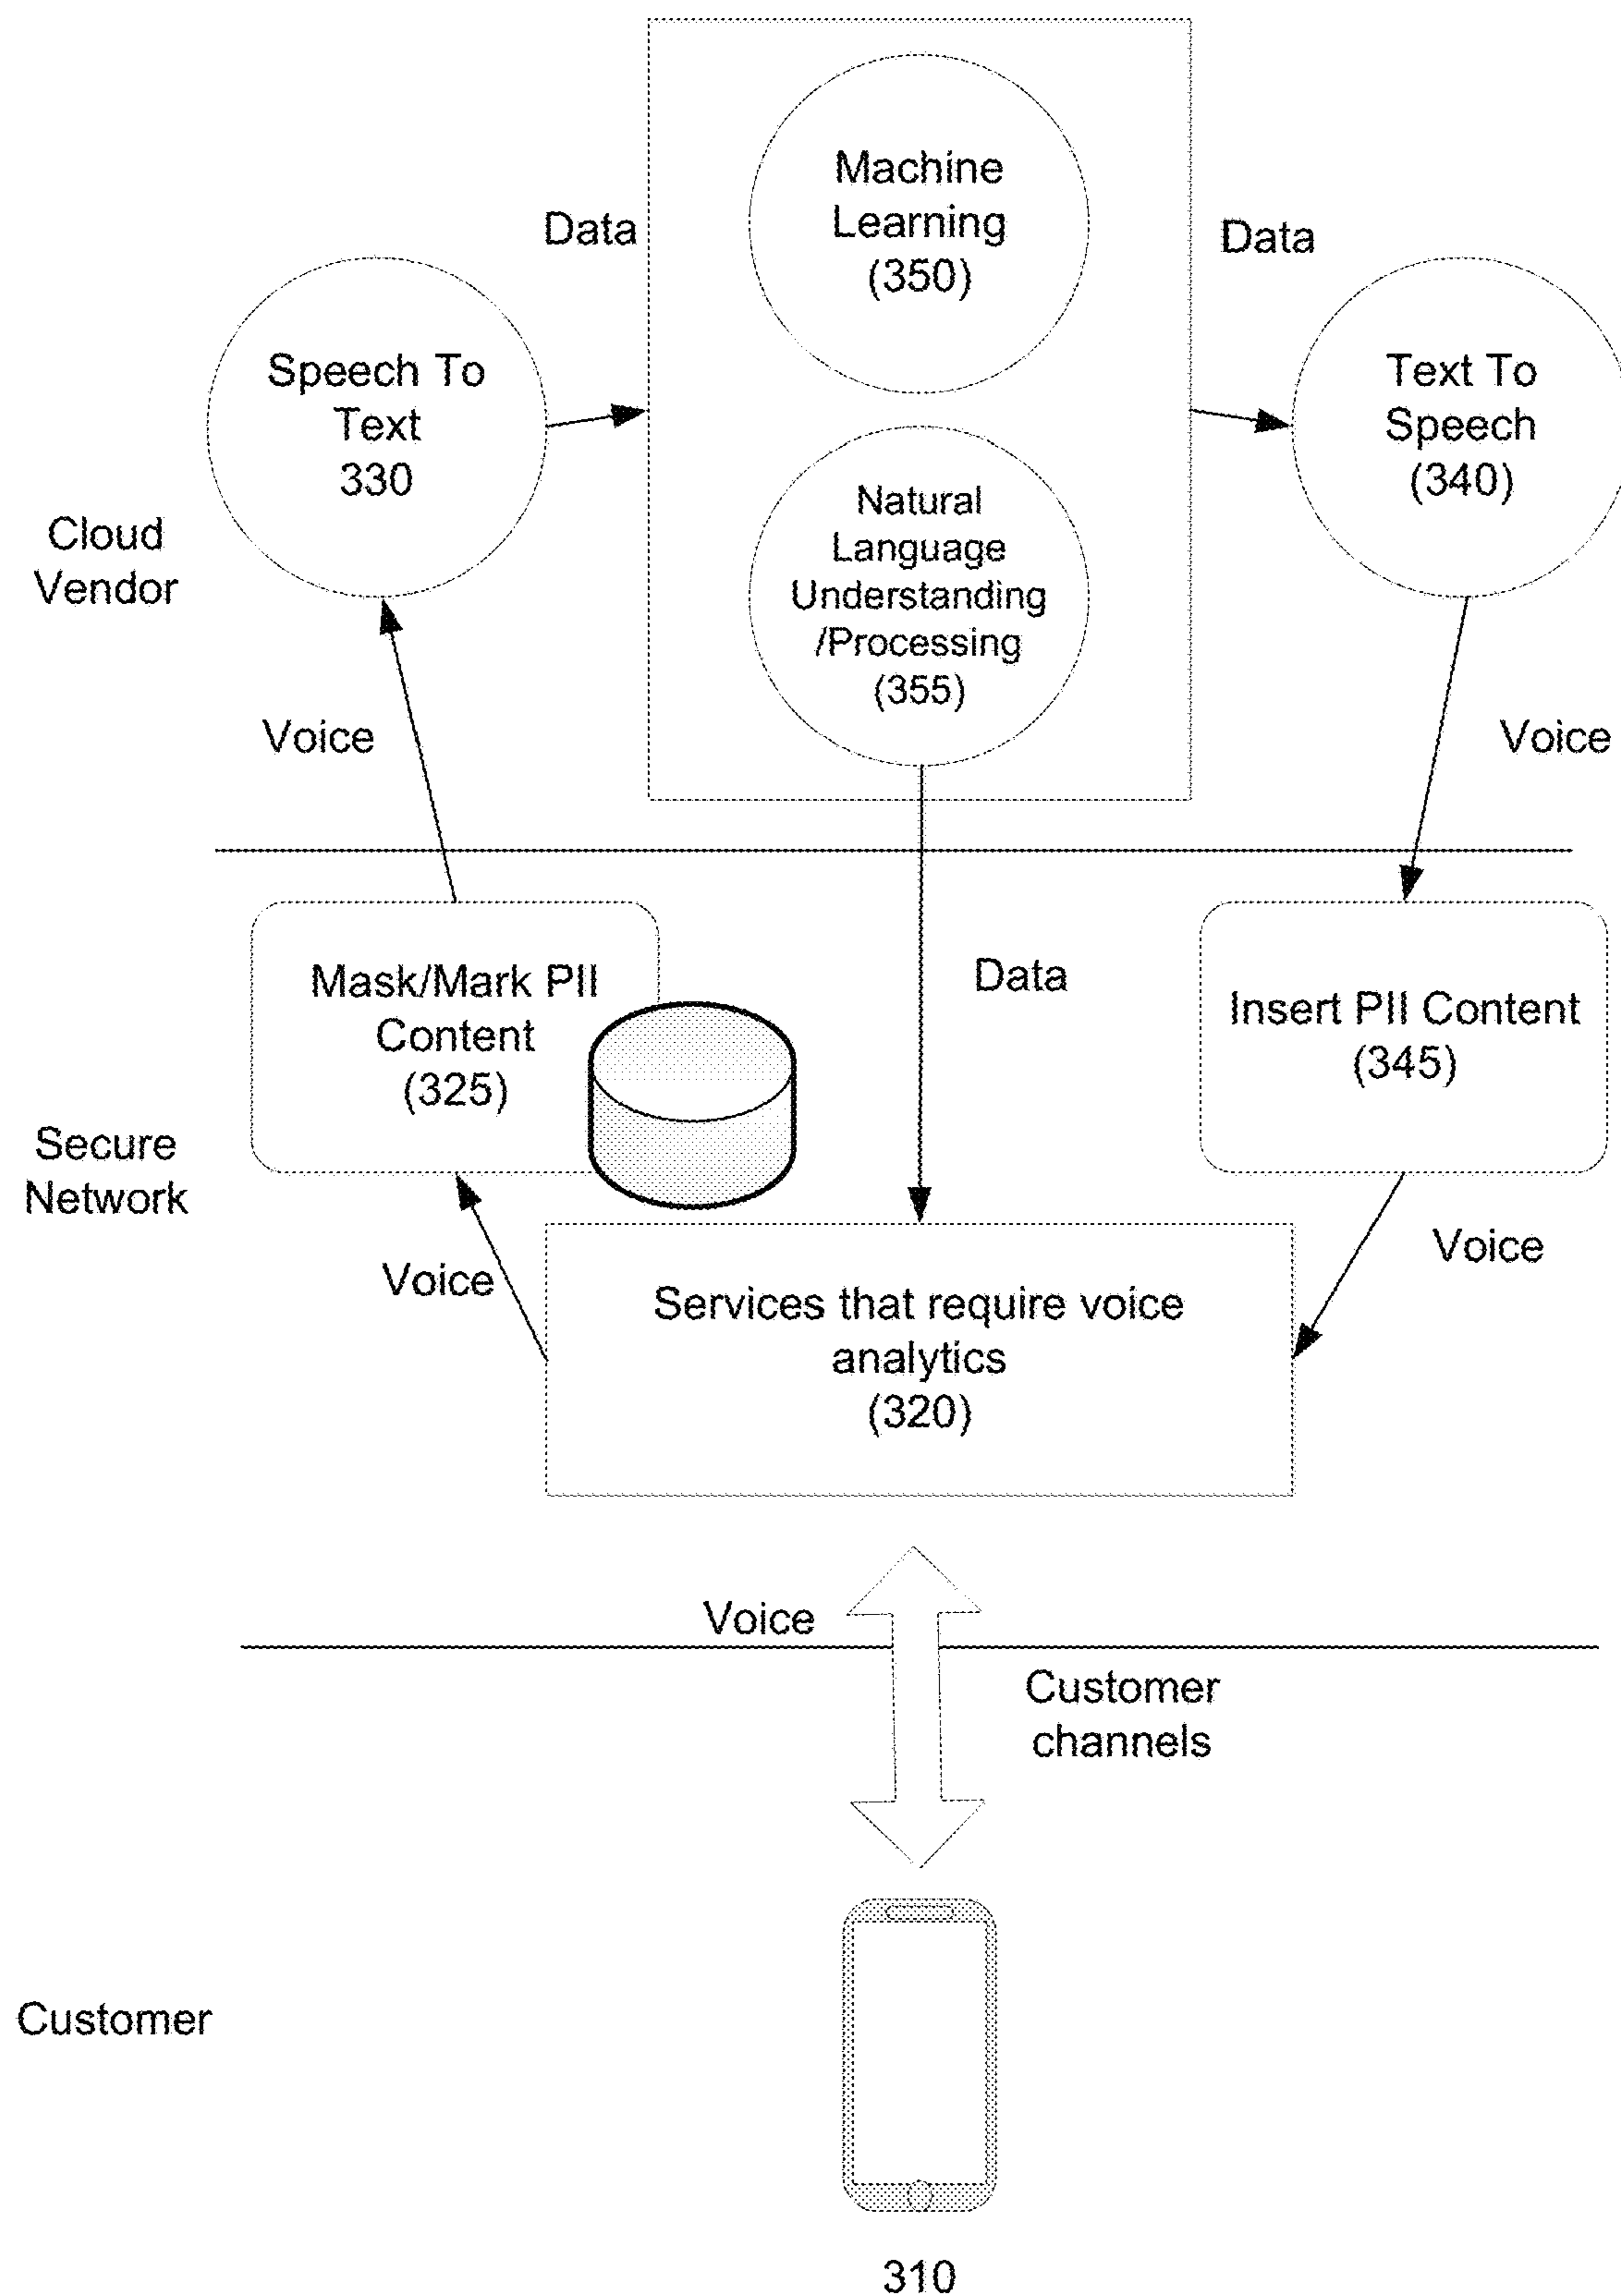 Machine
Learning
(350)
Data
Data
Speech To
Text
330
Text To
Speech
(340)
Natural
Language
Understanding
/Processing
(355)
Cloud
Vendor
Voice
Voice
Mask/Mark PII
Content
(325)
Data
Insert PII Content
(345)
Secure
Network
Voice
Voice
Services that require voice
analytics
(320)
Voice
Customer
channels
Customer
310